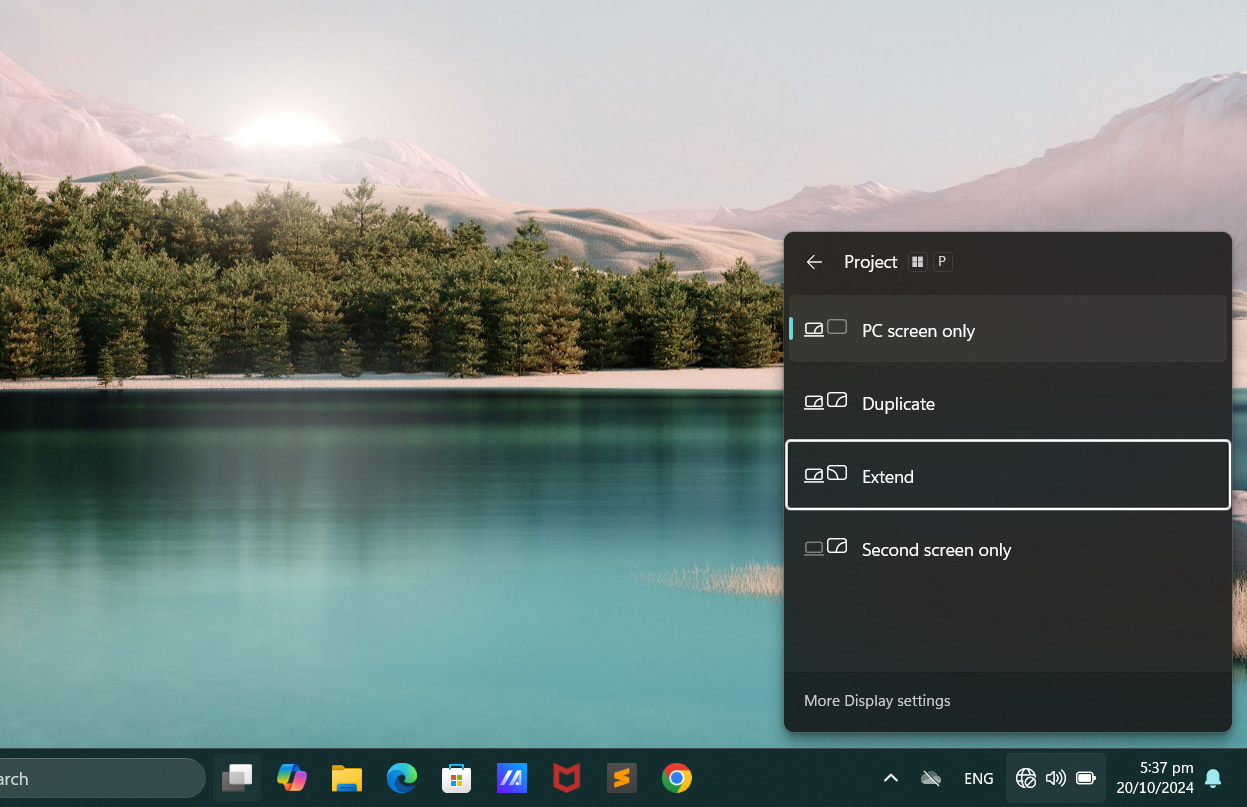 Project P
PC screen only
Duplicate
Extend
Second screen only
More Display settings
arch
ENG
5:37 pm
20/10/2024